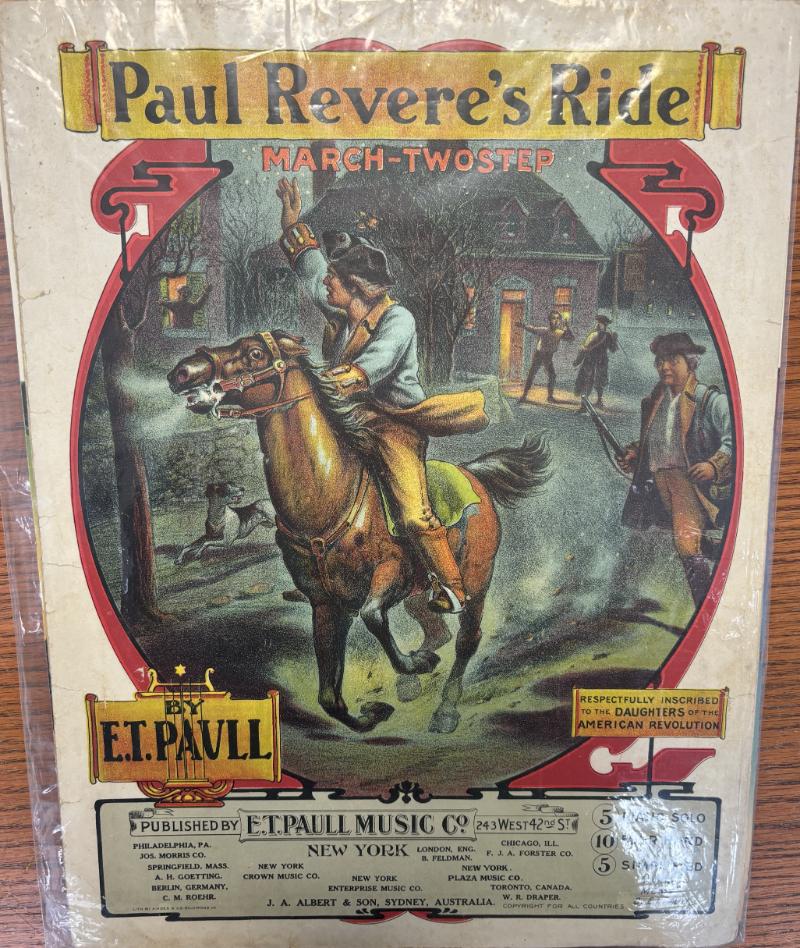 Paul Revere's Ride
MARCH-TWOSTEP
BY
E.T. PAULL
RESPECTFULLY INSCRIBED
TO THE DAUGHTERS OF THE
AMERICAN REVOLUTION
PUBLISHED BY E.T. PAULL MUSIC Co. 243 WEST 42nd ST.
NEW YORK
PHILADELPHIA, PA.
JOS. MORRIS CO.
SPRINGFIELD, MASS.
A. H. GOETTING.
BERLIN, GERMANY,
C. M. ROEHR.
NEW YORK
CROWN MUSIC CO.
NEW YORK
ENTERPRISE MUSIC CO.
LONDON, ENG.
B. FELDMAN.
NEW YORK.
PLAZA MUSIC CO.
CHICAGO, ILL.
F. J. A. FORSTER CO.
TORONTO, CANADA.
W. R. DRAPER.
J. A. ALBERT & SON, SYDNEY, AUSTRALIA.
COPYRIGHT FOR ALL COUNTRIES
5 PIANO SOLO
10
5